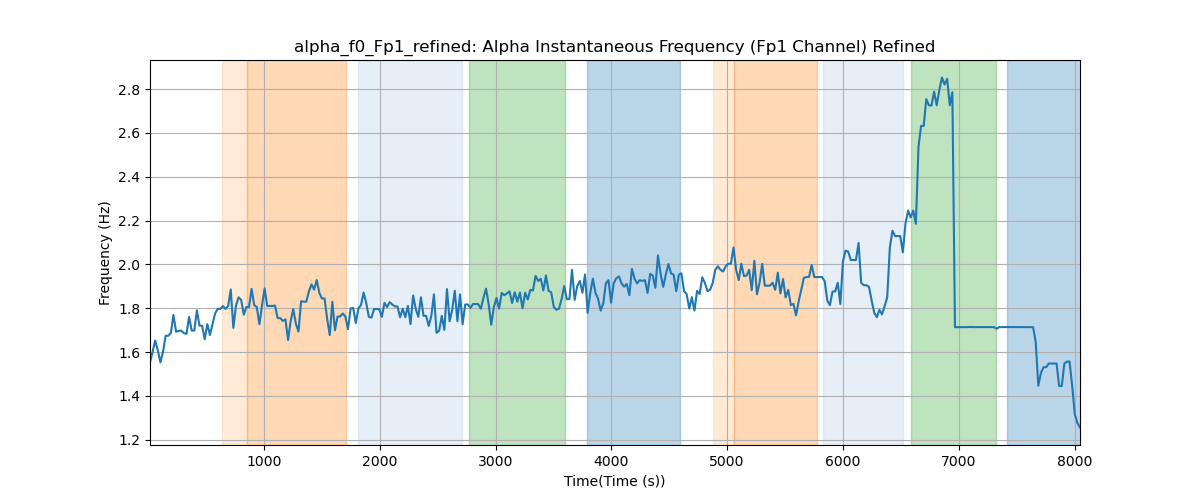 alpha_f0_Fp1_refined: Alpha Instantaneous Frequency (Fp1 Channel) Refined
Frequency (Hz)
2.8
2.6
2.4
2.2
2.0
1.8
1.6
1.4
1.2
1000 2000 3000 4000 5000 6000 7000 8000
Time(Time (s))